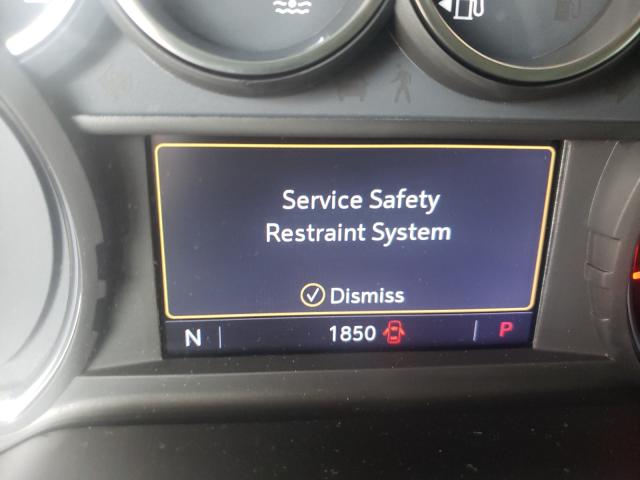 Service Safety
Restraint System
Dismiss
N 1850 P